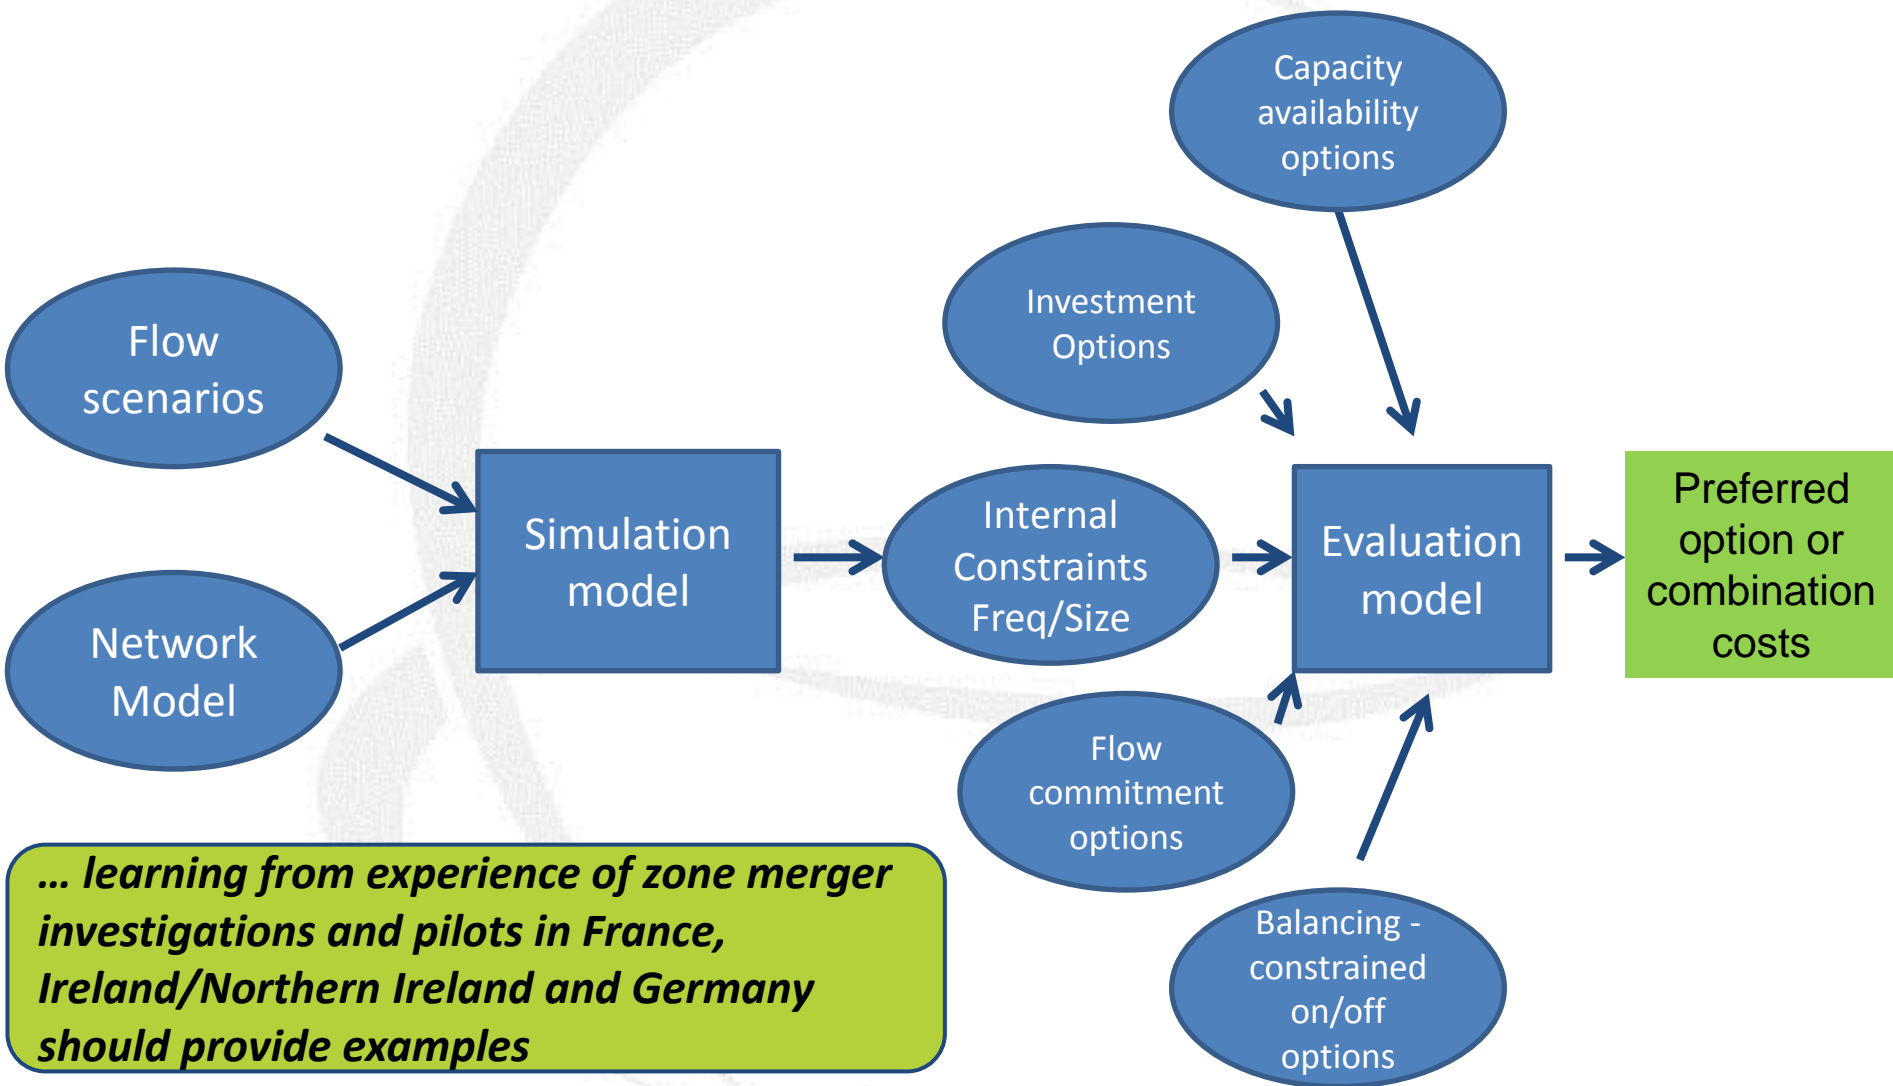 Capacity
availability
options
Investment
Options
Flow
scenarios
Network
Model
Simulation
model
Internal
Constraints
Freq/Size
Evaluation
model
Preferred
option or
combination
costs
Flow
commitment
options
Balancing -
constrained
on/off
options
... learning from experience of zone merger
investigations and pilots in France,
Ireland/Northern Ireland and Germany
should provide examples